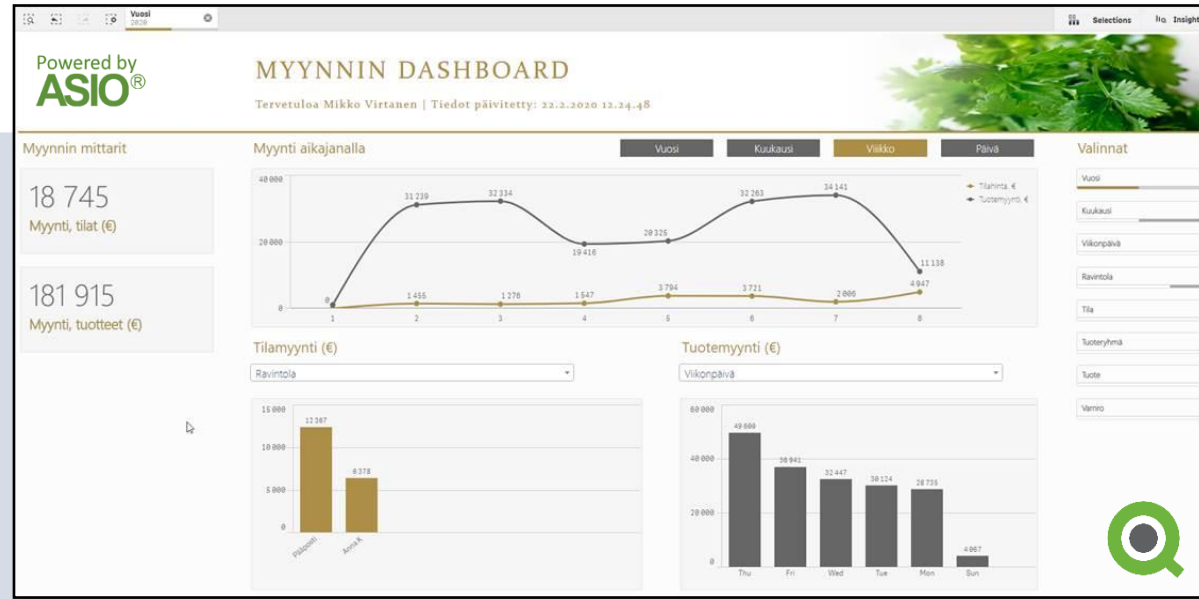 Vuosi
2020
Selections
Insight
Powered by
ASIO®
MYYNNIN DASHBOARD
Tervetuloa Mikko Virtanen | Tiedot päivitetty: 22.2.2020 12.24.48
Myynnin mittarit
18 745
Myynti, tilat (€)
181 915
Myynti, tuotteet (€)
Myynti aikajanalla
Vuosi
Kuukausi
Viikko
Päivä
40 000
20 000
0
0
31 239
32 334
19 416
20 325
32 263
34 141
11 138
1 455
1 276
1 547
3 794
3 721
2 006
4 947
1
2
3
4
5
6
7
8
Tilahinta, €
Tuotemyynti, €
Tilamyynti (€)
Ravintola
15 000
10 000
5 000
0
12 367
6 378
Pääposti
Anna K
Tuotemyynti (€)
Viikonpäivä
60 000
40 000
20 000
0
49 600
36 941
32 447
30 124
28 735
4 067
Thu
Fri
Wed
Tue
Mon
Sun
Valinnat
Vuosi
Kuukausi
Viikonpäivä
Ravintola
Tila
Tuoteryhmä
Tuote